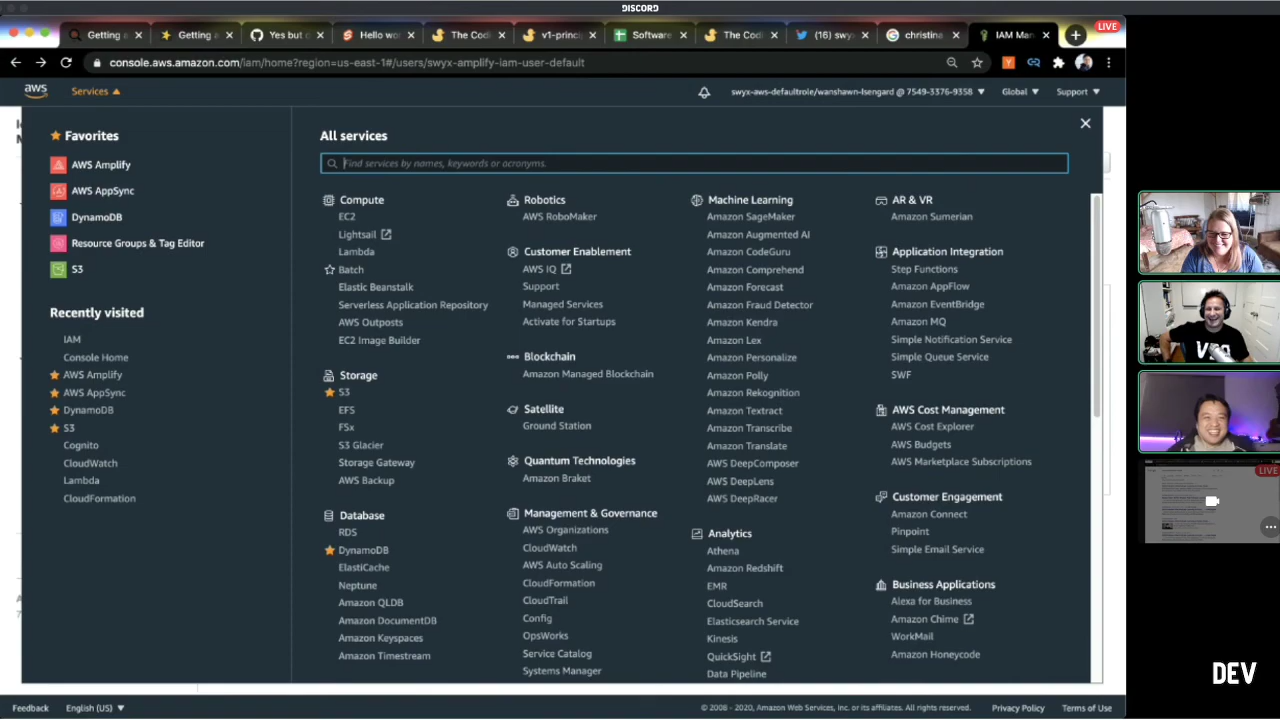 DISCORD
Getting a
Getting a
Yes but c
Hello wor
The Codi
v1-princi
Software
The Codi
(16) swy
christina
IAM Man
LIVE
console.aws.amazon.com/iam/home?region=us-east-1#/users/swyx-amplify-iam-user-default
aws
Services
swyx-aws-defaultrole/wanshawn-Isengard @ 7549-3376-9358
Global
Support
Favorites
AWS Amplify
AWS AppSync
DynamoDB
Resource Groups & Tag Editor
S3
Recently visited
IAM
Console Home
AWS Amplify
AWS AppSync
DynamoDB
S3
Cognito
CloudWatch
Lambda
CloudFormation
All services
Find services by names, keywords or acronyms.
Compute
EC2
Lightsail
Lambda
Batch
Elastic Beanstalk
Serverless Application Repository
AWS Outposts
EC2 Image Builder
Storage
S3
EFS
FSx
S3 Glacier
Storage Gateway
AWS Backup
Database
RDS
DynamoDB
ElastiCache
Neptune
Amazon QLDB
Amazon DocumentDB
Amazon Keyspaces
Amazon Timestream
Robotics
AWS RoboMaker
Customer Enablement
AWS IQ
Support
Managed Services
Activate for Startups
Blockchain
Amazon Managed Blockchain
Satellite
Ground Station
Quantum Technologies
Amazon Braket
Management & Governance
AWS Organizations
CloudWatch
AWS Auto Scaling
CloudFormation
CloudTrail
Config
OpsWorks
Service Catalog
Systems Manager
Machine Learning
Amazon SageMaker
Amazon Augmented AI
Amazon CodeGuru
Amazon Comprehend
Amazon Forecast
Amazon Fraud Detector
Amazon Kendra
Amazon Lex
Amazon Personalize
Amazon Polly
Amazon Rekognition
Amazon Textract
Amazon Transcribe
Amazon Translate
AWS DeepComposer
AWS DeepLens
AWS DeepRacer
Analytics
Athena
Amazon Redshift
EMR
CloudSearch
Elasticsearch Service
Kinesis
QuickSight
Data Pipeline
AR & VR
Amazon Sumerian
Application Integration
Step Functions
Amazon AppFlow
Amazon EventBridge
Amazon MQ
Simple Notification Service
Simple Queue Service
SWF
AWS Cost Management
AWS Cost Explorer
AWS Budgets
AWS Marketplace Subscriptions
Customer Engagement
Amazon Connect
Pinpoint
Simple Email Service
Business Applications
Alexa for Business
Amazon Chime
WorkMail
Amazon Honeycode
LIVE
DEV
Feedback
English (US)
© 2008 - 2020, Amazon Web Services, Inc. or its affiliates. All rights reserved.
Privacy Policy
Terms of Use